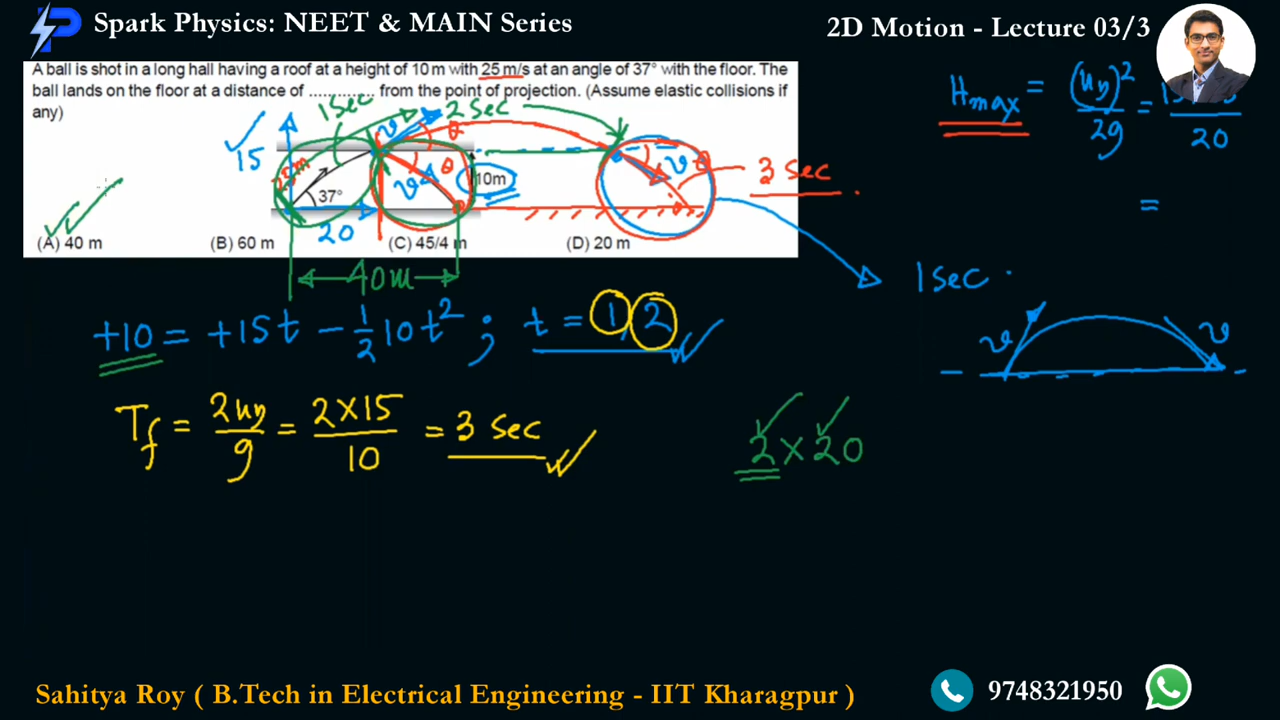 Spark Physics: NEET & MAIN Series
2D Motion - Lecture 03/3
A ball is shot in a long hall having a roof at a height of 10 m with 25 m/s at an angle of 37° with the floor. The
ball lands on the floor at a distance of .............. from the point of projection. (Assume elastic collisions if
any)
Hmax = (uy)²/2g =
20
=
1 Sec
2 Sec
3 Sec
15
v
θ
θ
v
10m
v
37°
20
(A) 40 m
(B) 60 m
(C) 45/4 m
(D) 20 m
40m
1 Sec
+10 = +15t - 1/2 10t² ; t = 1, 2
v
v
Tf = 2uy/g = 2×15/10 = 3 Sec
2×20
Sahitya Roy ( B.Tech in Electrical Engineering - IIT Kharagpur )
9748321950